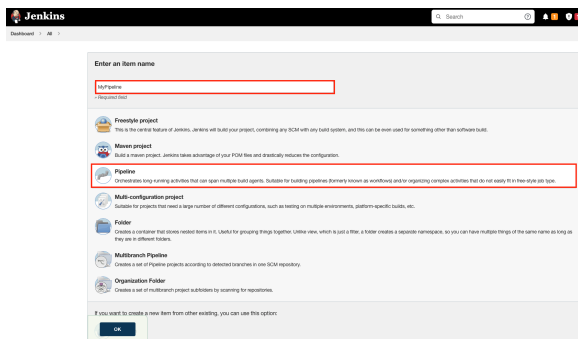 Jenkins
Search
Dashboard > All >
Enter an item name
MyPipeline
» Required field
Freestyle project
This is the central feature of Jenkins. Jenkins will build your project, combining any SCM with any build system, and this can be even used for something other than software build.
Maven project
Build a maven project. Jenkins takes advantage of your POM files and drastically reduces the configuration.
Pipeline
Orchestrates long-running activities that can span multiple build agents. Suitable for building pipelines (formerly known as workflows) and/or organizing complex activities that do not easily fit in free-style job type.
Multi-configuration project
Suitable for projects that need a large number of different configurations, such as testing on multiple environments, platform-specific builds, etc.
Folder
Creates a container that stores nested items in it. Useful for grouping things together. Unlike view, which is just a filter, a folder creates a separate namespace, so you can have multiple things of the same name as long as
they are in different folders.
Multibranch Pipeline
Creates a set of Pipeline projects according to detected branches in one SCM repository.
Organization Folder
Creates a set of multibranch project subfolders by scanning for repositories.
If you want to create a new item from other existing, you can use this option:
OK